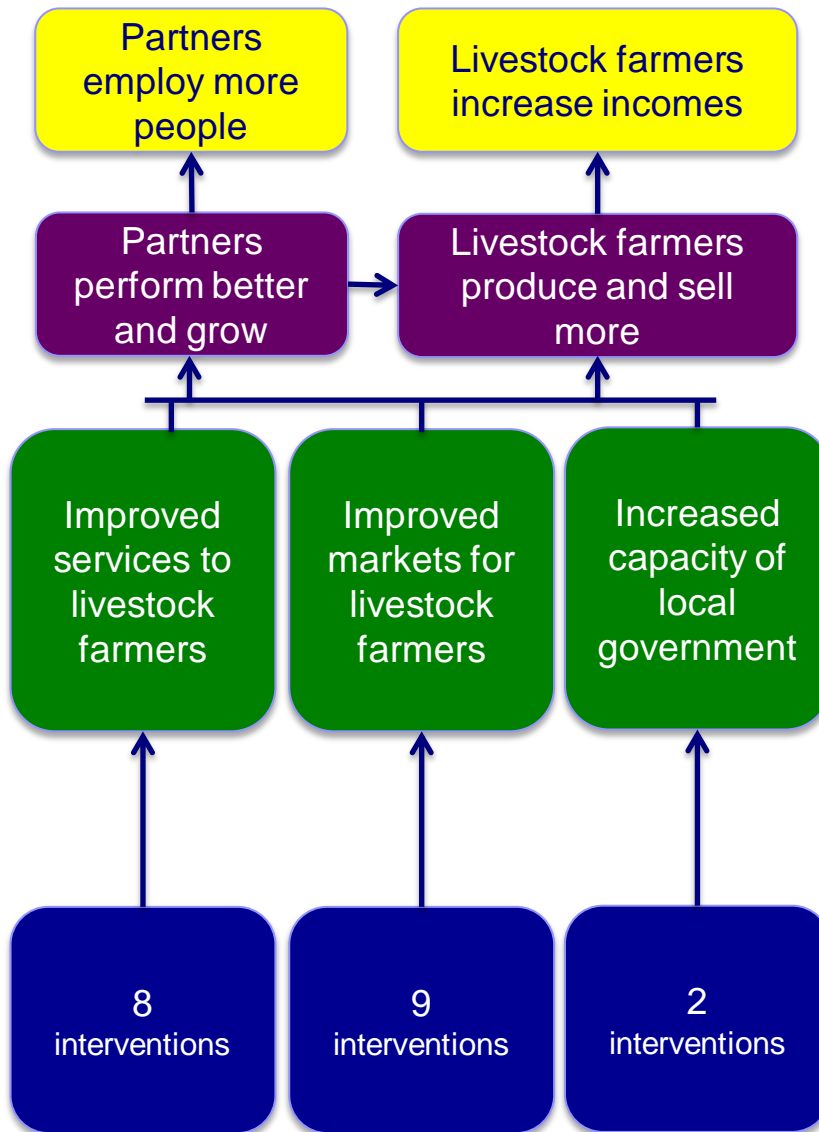 Partners
employ more
people
Livestock farmers
increase incomes
Partners
perform better
and grow
Livestock farmers
produce and sell
more
Improved
services to
livestock
farmers
Improved
markets for
livestock
farmers
Increased
capacity of
local
government
8
interventions
9
interventions
2
interventions